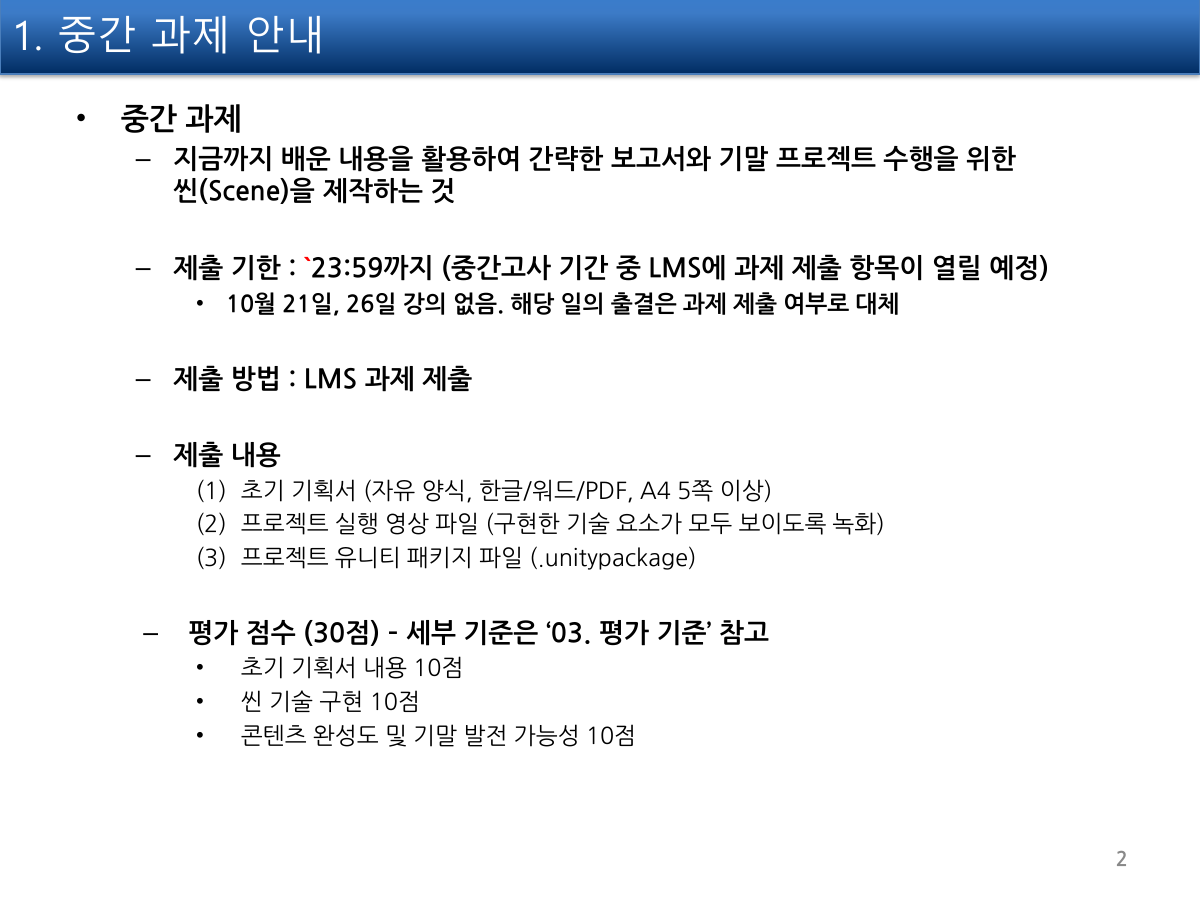 1. 중간 과제 안내
• 중간 과제
– 지금까지 배운 내용을 활용하여 간략한 보고서와 기말 프로젝트 수행을 위한
씬(Scene)을 제작하는 것
– 제출 기한 : `23:59까지 (중간고사 기간 중 LMS에 과제 제출 항목이 열릴 예정)
• 10월 21일, 26일 강의 없음. 해당 일의 출결은 과제 제출 여부로 대체
– 제출 방법 : LMS 과제 제출
– 제출 내용
(1) 초기 기획서 (자유 양식, 한글/워드/PDF, A4 5쪽 이상)
(2) 프로젝트 실행 영상 파일 (구현한 기술 요소가 모두 보이도록 녹화)
(3) 프로젝트 유니티 패키지 파일 (.unitypackage)
– 평가 점수 (30점) - 세부 기준은 ‘03. 평가 기준’ 참고
• 초기 기획서 내용 10점
• 씬 기술 구현 10점
• 콘텐츠 완성도 및 기말 발전 가능성 10점
2